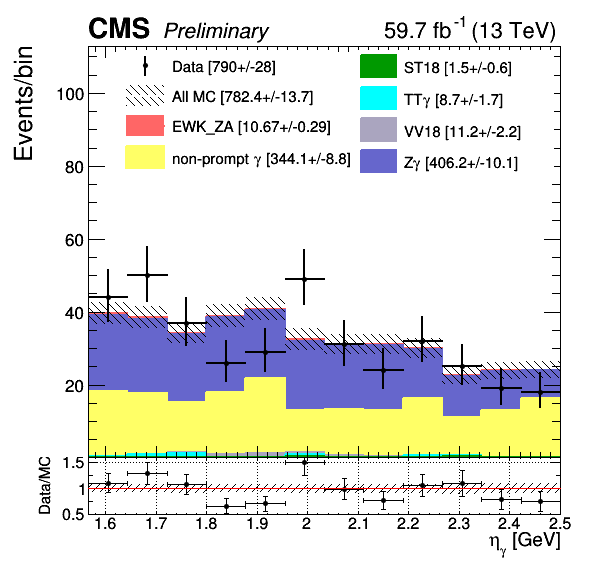 CMS Preliminary 59.7 fb⁻¹ (13 TeV)
Events/bin
Data [790+/-28]
All MC [782.4+/-13.7]
EWK_ZA [10.67+/-0.29]
non-prompt γ [344.1+/-8.8]
ST18 [1.5+/-0.6]
TTγ [8.7+/-1.7]
VV18 [11.2+/-2.2]
Zγ [406.2+/-10.1]
100
80
60
40
20
Data/MC
1.5
1
0.5
1.6 1.7 1.8 1.9 2 2.1 2.2 2.3 2.4 2.5
ηγ [GeV]